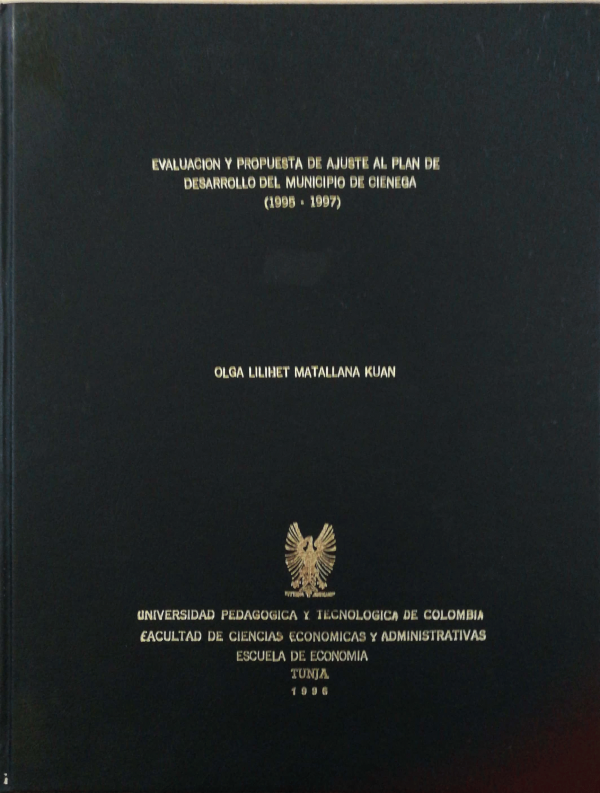 EVALUACION Y PROPUESTA DE AJUSTE AL PLAN DE
DESARROLLO DEL MUNICIPIO DE CIENEGA
(1995 - 1997)
OLGA LILIHET MATALLANA KUAN
UNIVERSIDAD PEDAGOGICA Y TECNOLOGICA DE COLOMBIA
FACULTAD DE CIENCIAS ECONOMICAS Y ADMINISTRATIVAS
ESCUELA DE ECONOMIA
TUNJA
1996